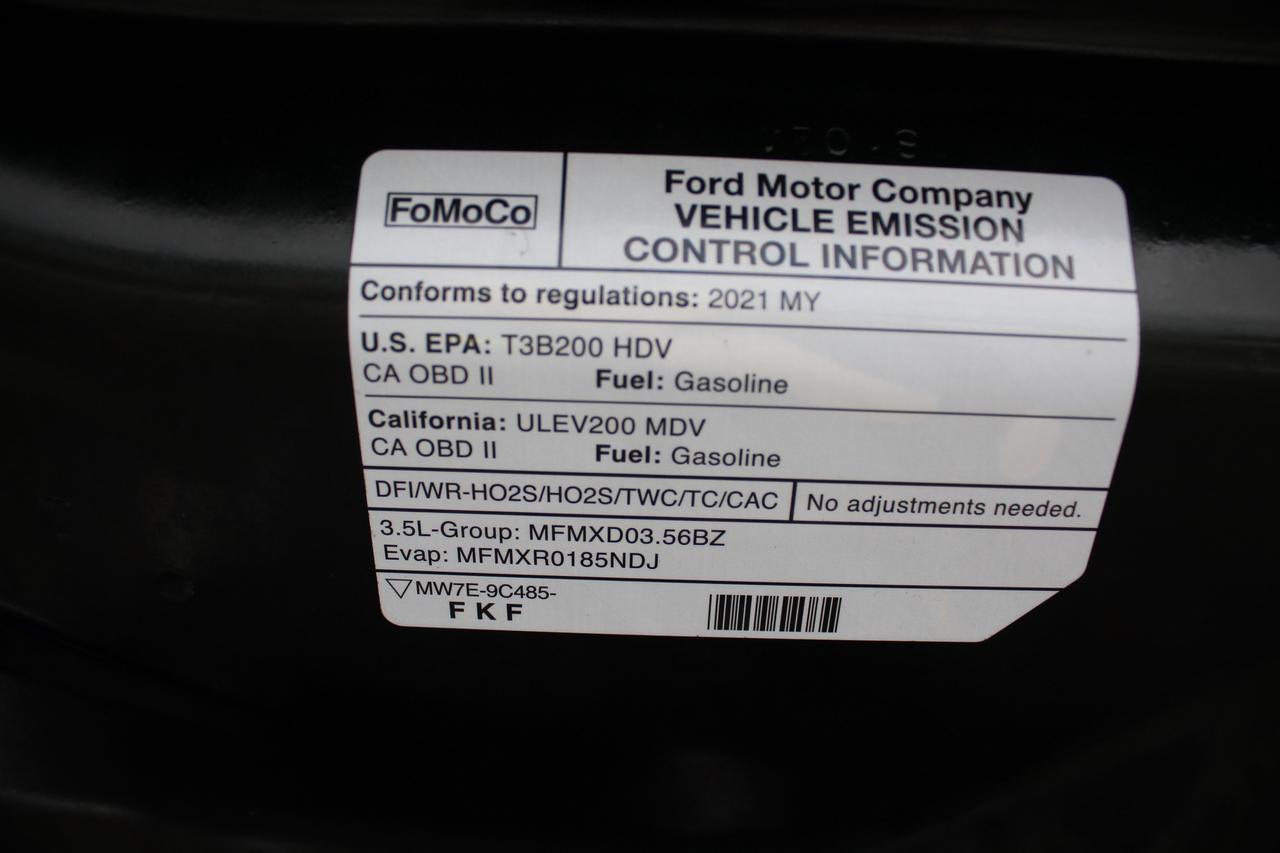 FoMoCo
Ford Motor Company
VEHICLE EMISSION
CONTROL INFORMATION
Conforms to regulations: 2021 MY
U.S. EPA: T3B200 HDV
CA OBD II Fuel: Gasoline
California: ULEV200 MDV
CA OBD II Fuel: Gasoline
DFI/WR-HO2S/HO2S/TWC/TC/CAC
No adjustments needed.
3.5L-Group: MFMXD03.56BZ
Evap: MFMXR0185NDJ
MW7E-9C485-
F K F